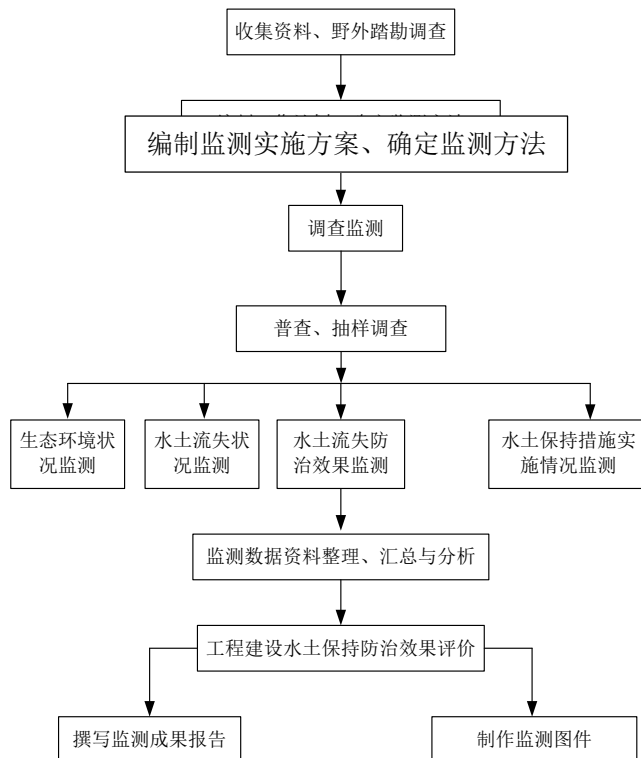 收集资料、野外踏勘调查
编制监测实施方案、确定监测方法
调查监测
普查、抽样调查
生态环境状
况监测
水土流失状
况监测
水土流失防
治效果监测
水土保持措施实
施情况监测
监测数据资料整理、汇总与分析
工程建设水土保持防治效果评价
撰写监测成果报告
制作监测图件